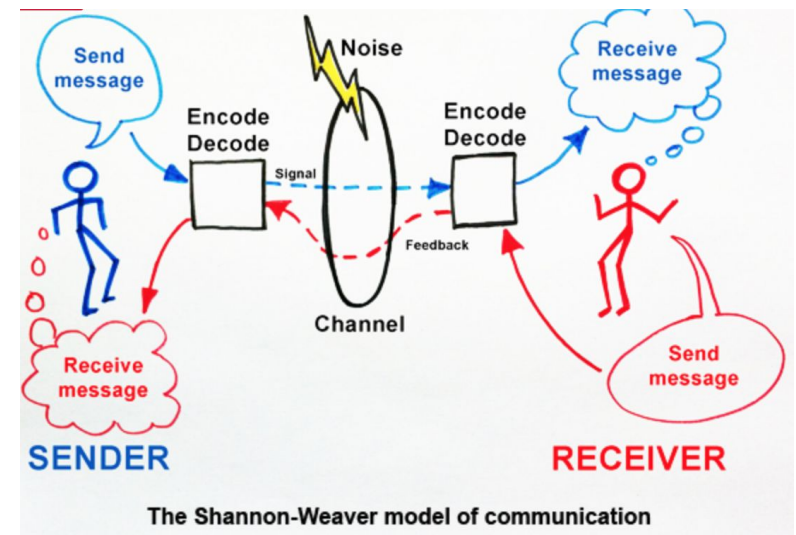 Send
message
Noise
Receive
message
Encode
Decode
Encode
Decode
Signal
Feedback
Channel
Receive
message
Send
message
SENDER
RECEIVER
The Shannon-Weaver model of communication